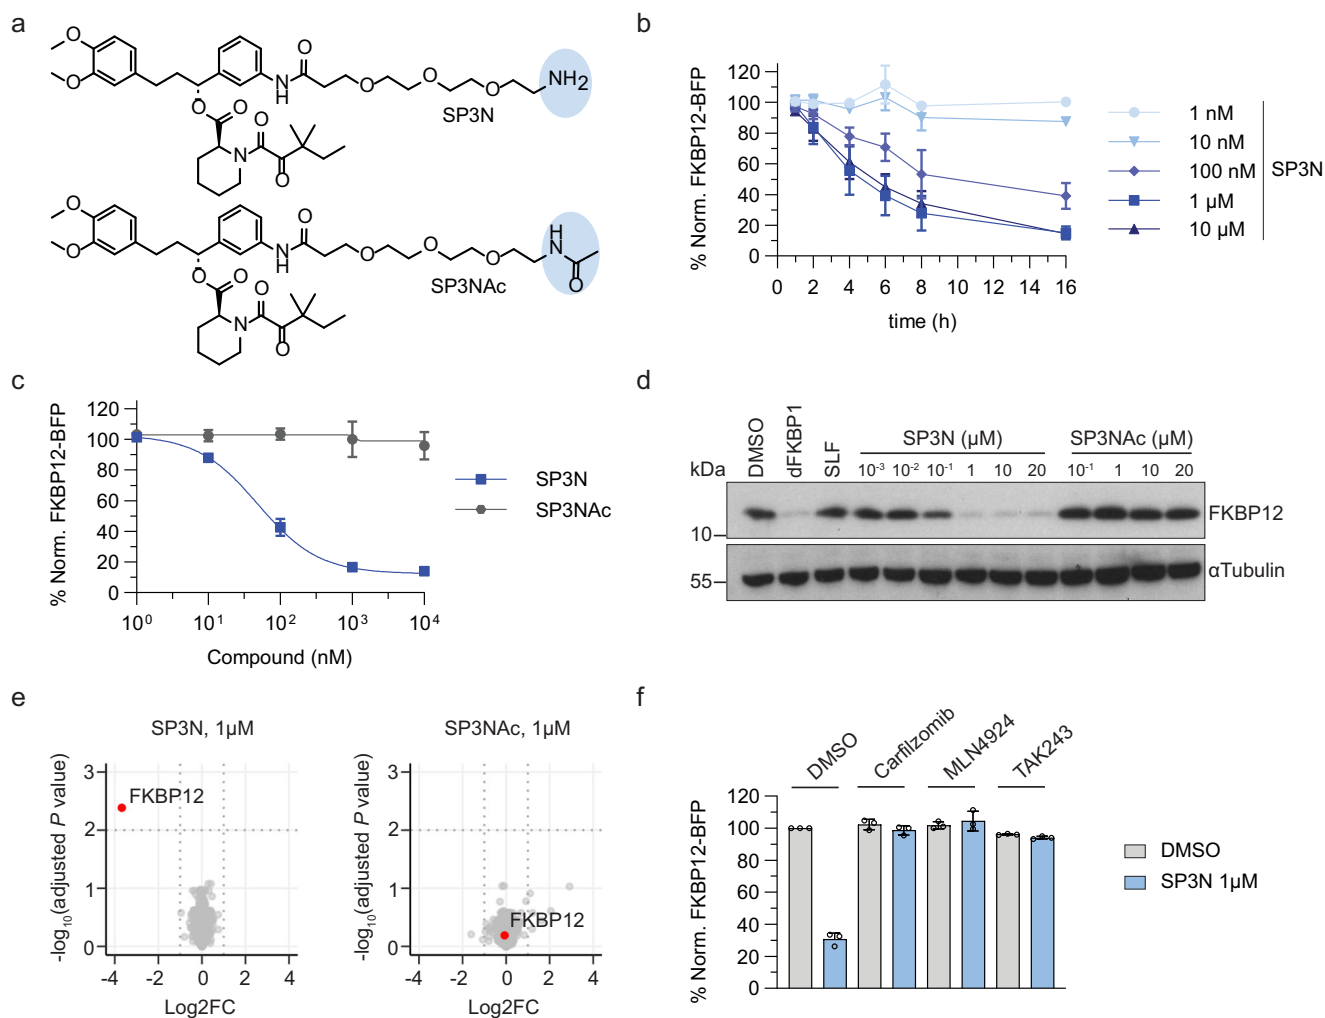 a
O
O
O
N
H
O
O
O
NH2
SP3N
O
O
N
O
O
O
O
O
N
H
O
O
O
H
N
O
SP3NAc
O
O
N
O
O
b
% Norm. FKBP12-BFP
120
100
80
60
40
20
0
0 2 4 6 8 10 12 14 16
time (h)
1 nM
10 nM
100 nM
1 µM
10 µM
SP3N
c
% Norm. FKBP12-BFP
120
100
80
60
40
20
0
10⁰ 10¹ 10² 10³ 10⁴
Compound (nM)
SP3N
SP3NAc
d
kDa
DMSO
dFKBP1
SLF
SP3N (µM)
10⁻³ 10⁻² 10⁻¹ 1 10 20
SP3NAc (µM)
10⁻¹ 1 10 20
10
FKBP12
55
αTubulin
e
SP3N, 1µM
-log₁₀(adjusted P value)
3
2
1
0
FKBP12
-4 -2 0 2 4
Log2FC
SP3NAc, 1µM
-log₁₀(adjusted P value)
3
2
1
0
FKBP12
-4 -2 0 2 4
Log2FC
f
% Norm. FKBP12-BFP
120
100
80
60
40
20
0
DMSO
Carfilzomib
MLN4924
TAK243
DMSO
SP3N 1µM